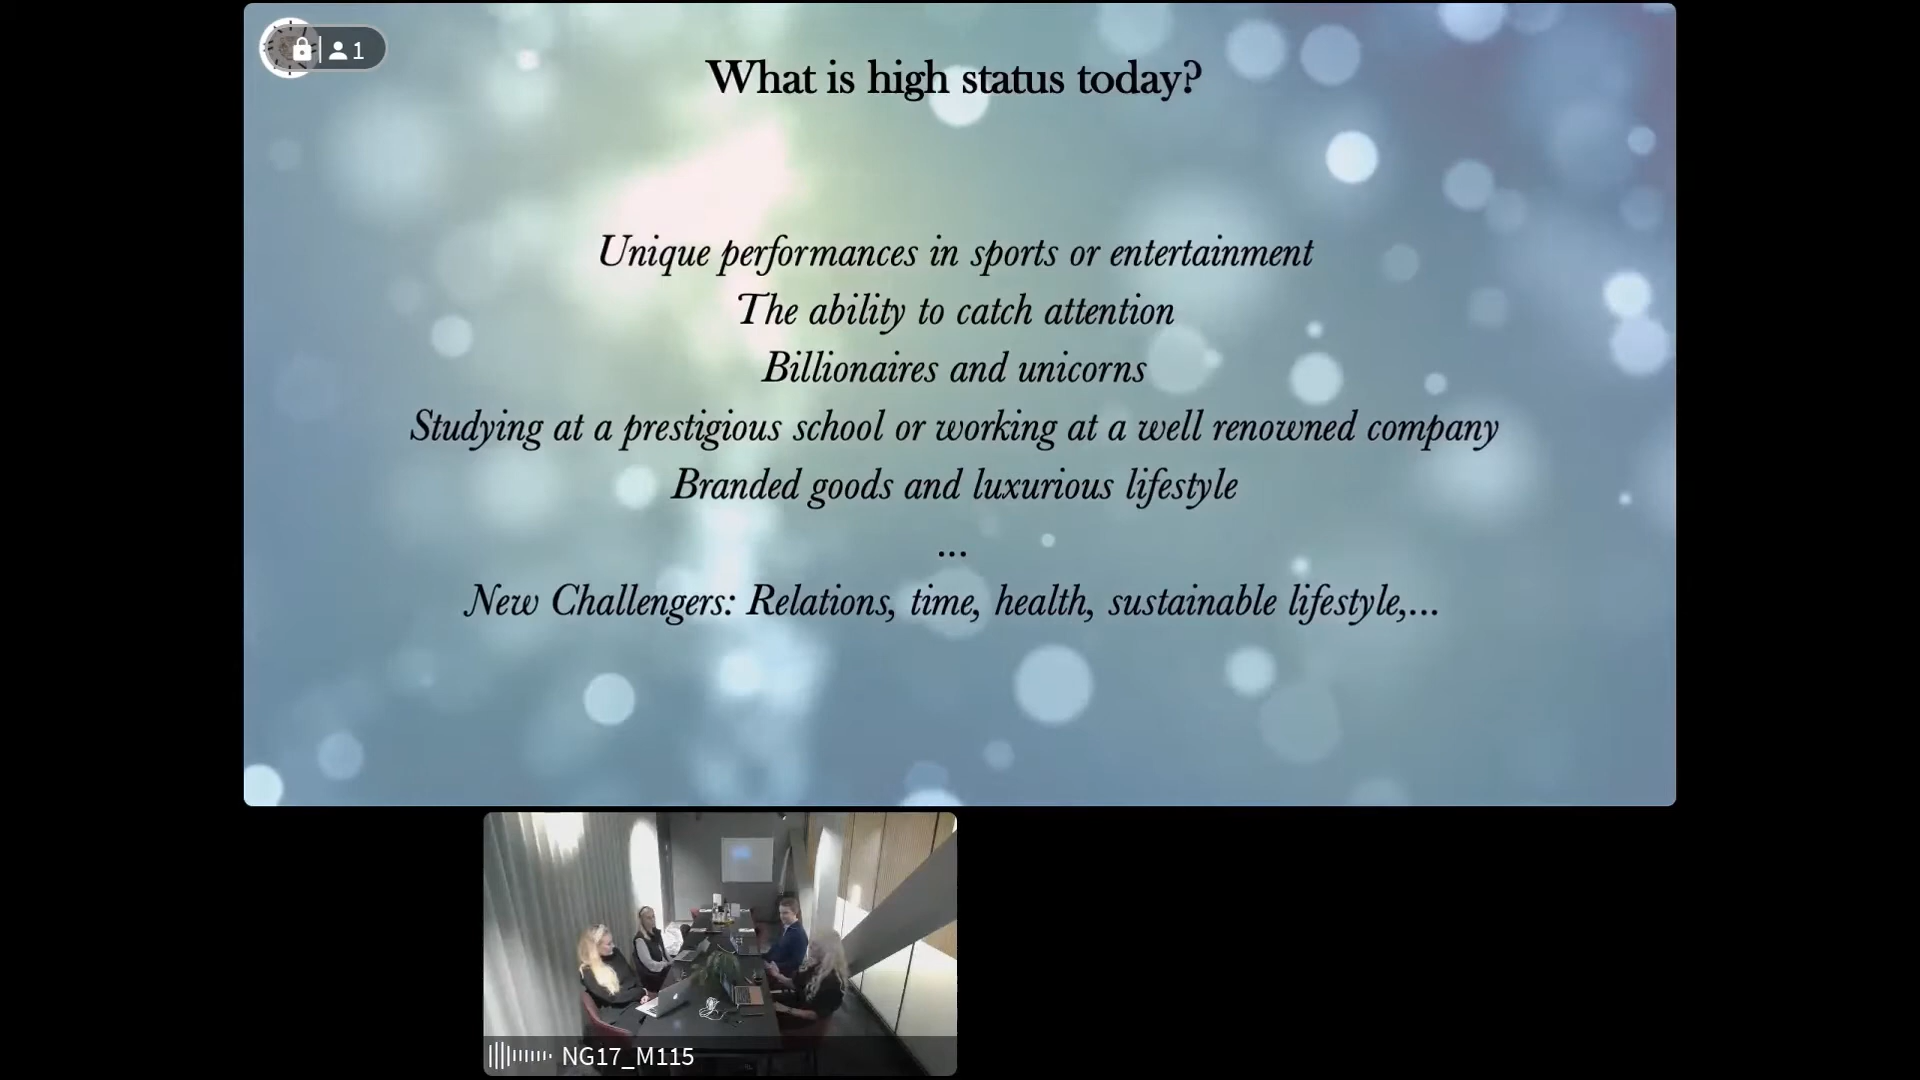 1
What is high status today?
Unique performances in sports or entertainment
The ability to catch attention
Billionaires and unicorns
Studying at a prestigious school or working at a well renowned company
Branded goods and luxurious lifestyle
...
New Challengers: Relations, time, health, sustainable lifestyle,...
NG17_M115